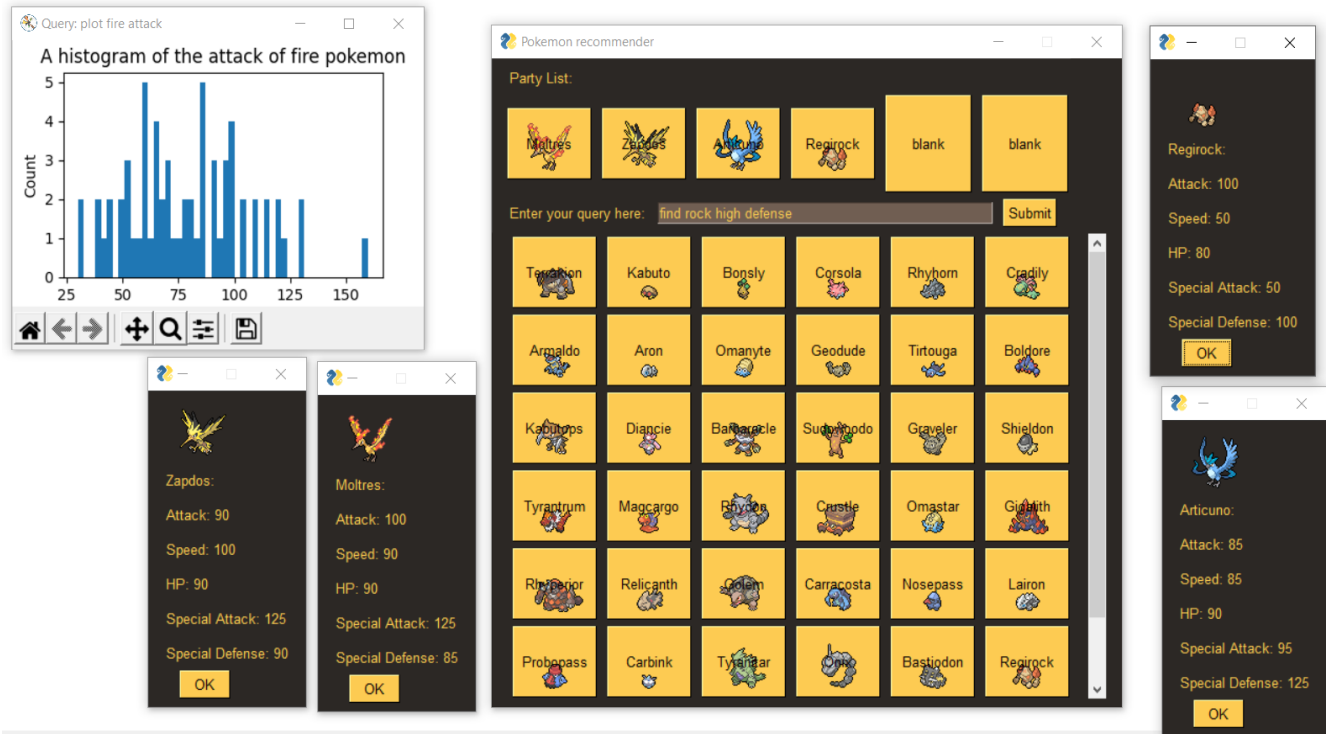 Query: plot fire attack
A histogram of the attack of fire pokemon
5
4
3
2
1
0
Count
25 50 75 100 125 150
Zapdos:
Attack: 90
Speed: 100
HP: 90
Special Attack: 125
Special Defense: 90
OK
Moltres:
Attack: 100
Speed: 90
HP: 90
Special Attack: 125
Special Defense: 85
OK
Pokemon recommender
Party List:
Moltres Zapdos Articuno Regirock blank blank
Enter your query here: find rock high defense Submit
Terrakion Kabuto Bonsly Corsola Rhyhorn Cradily
Armaldo Aron Omanyte Geodude Tirtouga Boldore
Kabutops Diancie Barbaracle Sudowoodo Graveler Shieldon
Tyrantrum Magcargo Rhydon Crustle Omastar Gigalith
Rhyperior Relicanth Golem Carracosta Nosepass Lairon
Probopass Carbink Tyranitar Onix Bastiodon Regirock
Regirock:
Attack: 100
Speed: 50
HP: 80
Special Attack: 50
Special Defense: 100
OK
Articuno:
Attack: 85
Speed: 85
HP: 90
Special Attack: 95
Special Defense: 125
OK